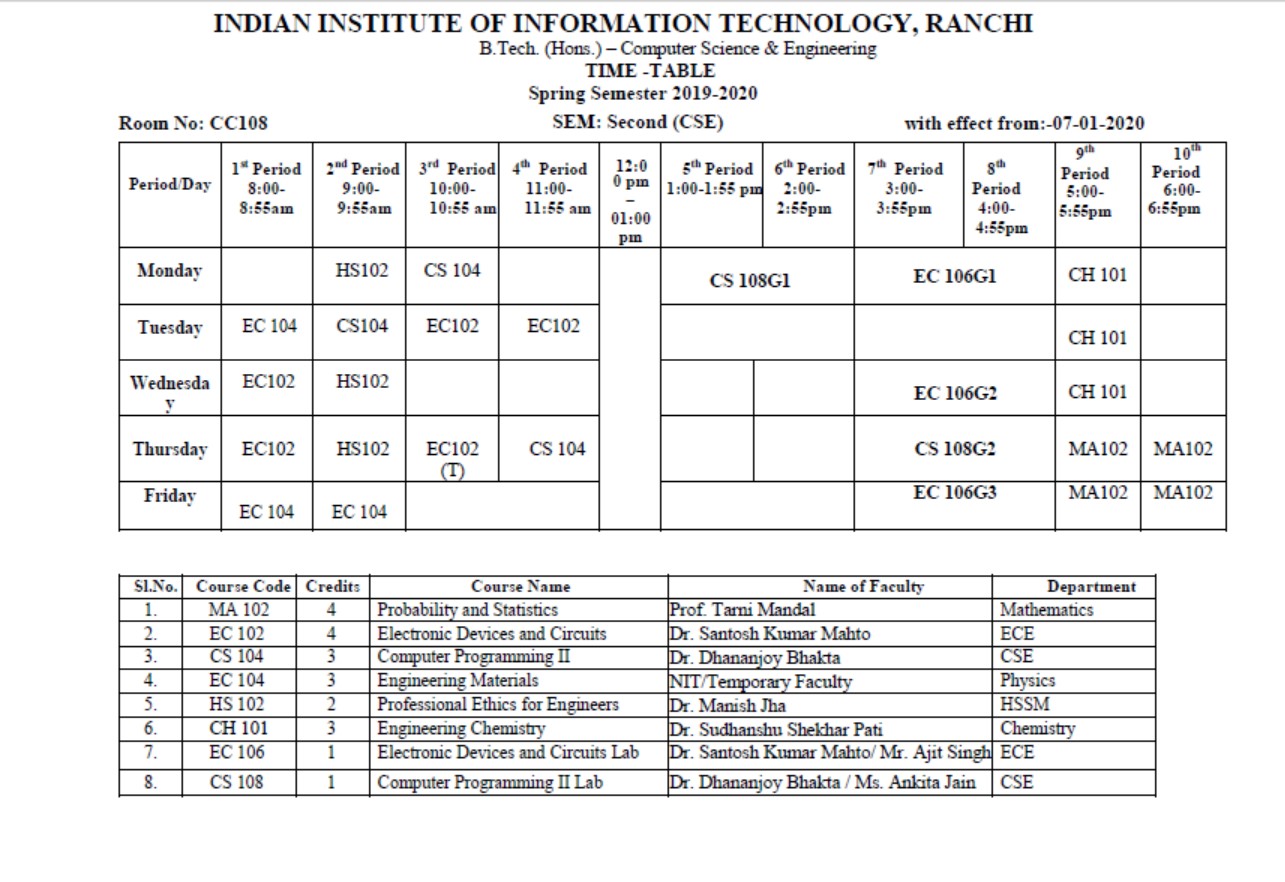 INDIAN INSTITUTE OF INFORMATION TECHNOLOGY, RANCHI
B.Tech. (Hons.) – Computer Science & Engineering
TIME -TABLE
Spring Semester 2019-2020
Room No: CC108 SEM: Second (CSE) with effect from:-07-01-2020
Period/Day | 1st Period 8:00-8:55am | 2nd Period 9:00-9:55am | 3rd Period 10:00-10:55 am | 4th Period 11:00-11:55 am | 12:00 pm – 01:00 pm | 5th Period 1:00-1:55 pm | 6th Period 2:00-2:55pm | 7th Period 3:00-3:55pm | 8th Period 4:00-4:55pm | 9th Period 5:00-5:55pm | 10th Period 6:00-6:55pm
Monday | | HS102 | CS 104 | | | CS 108G1 | EC 106G1 | CH 101 |
Tuesday | EC 104 | CS104 | EC102 | EC102 | | | | CH 101 |
Wednesday | EC102 | HS102 | | | | | | EC 106G2 | CH 101 |
Thursday | EC102 | HS102 | EC102 (T) | CS 104 | | | | CS 108G2 | MA102 | MA102
Friday | EC 104 | EC 104 | | | | EC 106G3 | MA102 | MA102
Sl.No. | Course Code | Credits | Course Name | Name of Faculty | Department
1. | MA 102 | 4 | Probability and Statistics | Prof. Tarni Mandal | Mathematics
2. | EC 102 | 4 | Electronic Devices and Circuits | Dr. Santosh Kumar Mahto | ECE
3. | CS 104 | 3 | Computer Programming II | Dr. Dhananjoy Bhakta | CSE
4. | EC 104 | 3 | Engineering Materials | NIT/Temporary Faculty | Physics
5. | HS 102 | 2 | Professional Ethics for Engineers | Dr. Manish Jha | HSSM
6. | CH 101 | 3 | Engineering Chemistry | Dr. Sudhanshu Shekhar Pati | Chemistry
7. | EC 106 | 1 | Electronic Devices and Circuits Lab | Dr. Santosh Kumar Mahto/ Mr. Ajit Singh | ECE
8. | CS 108 | 1 | Computer Programming II Lab | Dr. Dhananjoy Bhakta / Ms. Ankita Jain | CSE